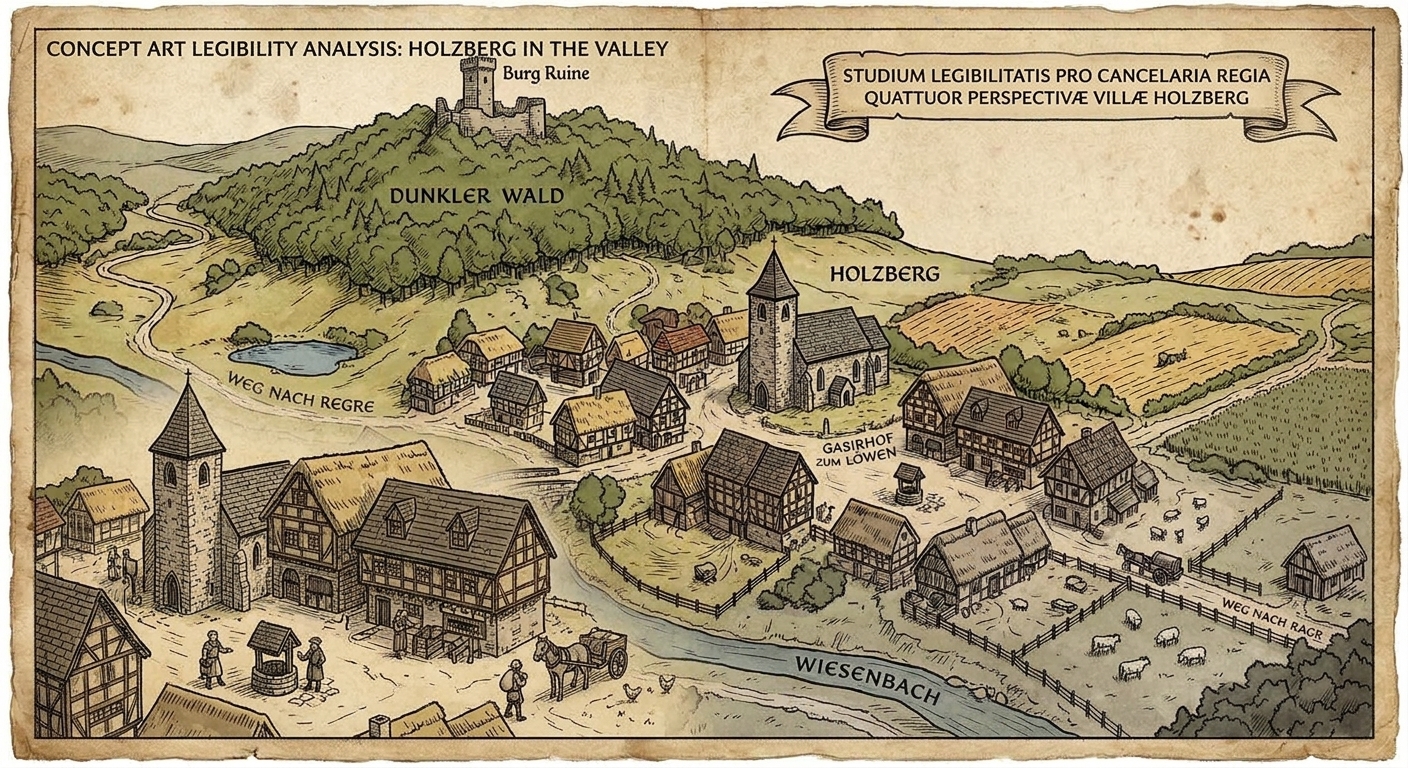 CONCEPT ART LEGIBILITY ANALYSIS: HOLZBERG IN THE VALLEY
Burg Ruine
STUDIUM LEGIBILITATIS PRO CANCELARIA REGIA
QUATTUOR PERSPECTIVÆ VILLÆ HOLZBERG
DUNKLER WALD
HOLZBERG
WEG NACH REGRE
GASIRHOF
ZUM LÖWEN
WEG NACH RAGR
WIESENBACH